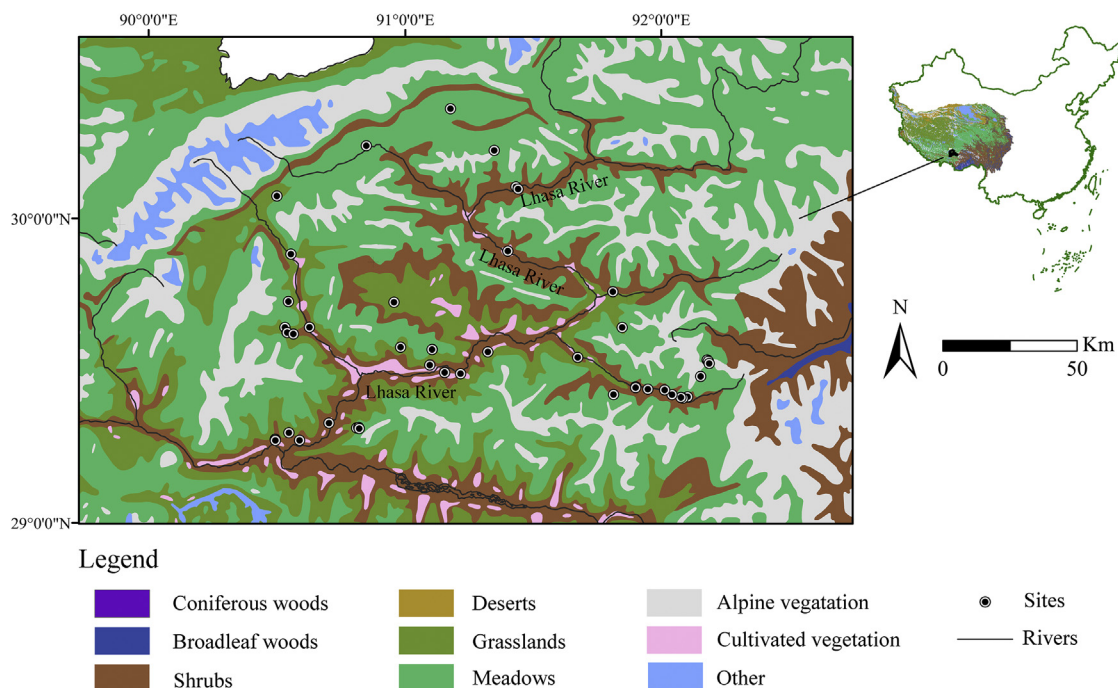 90°0'0"E
91°0'0"E
92°0'0"E
30°0'0"N
29°0'0"N
Lhasa River
Lhasa River
Lhasa River
N
Km
0
50
Legend
Coniferous woods
Deserts
Alpine vegatation
Sites
Broadleaf woods
Grasslands
Cultivated vegetation
Rivers
Shrubs
Meadows
Other